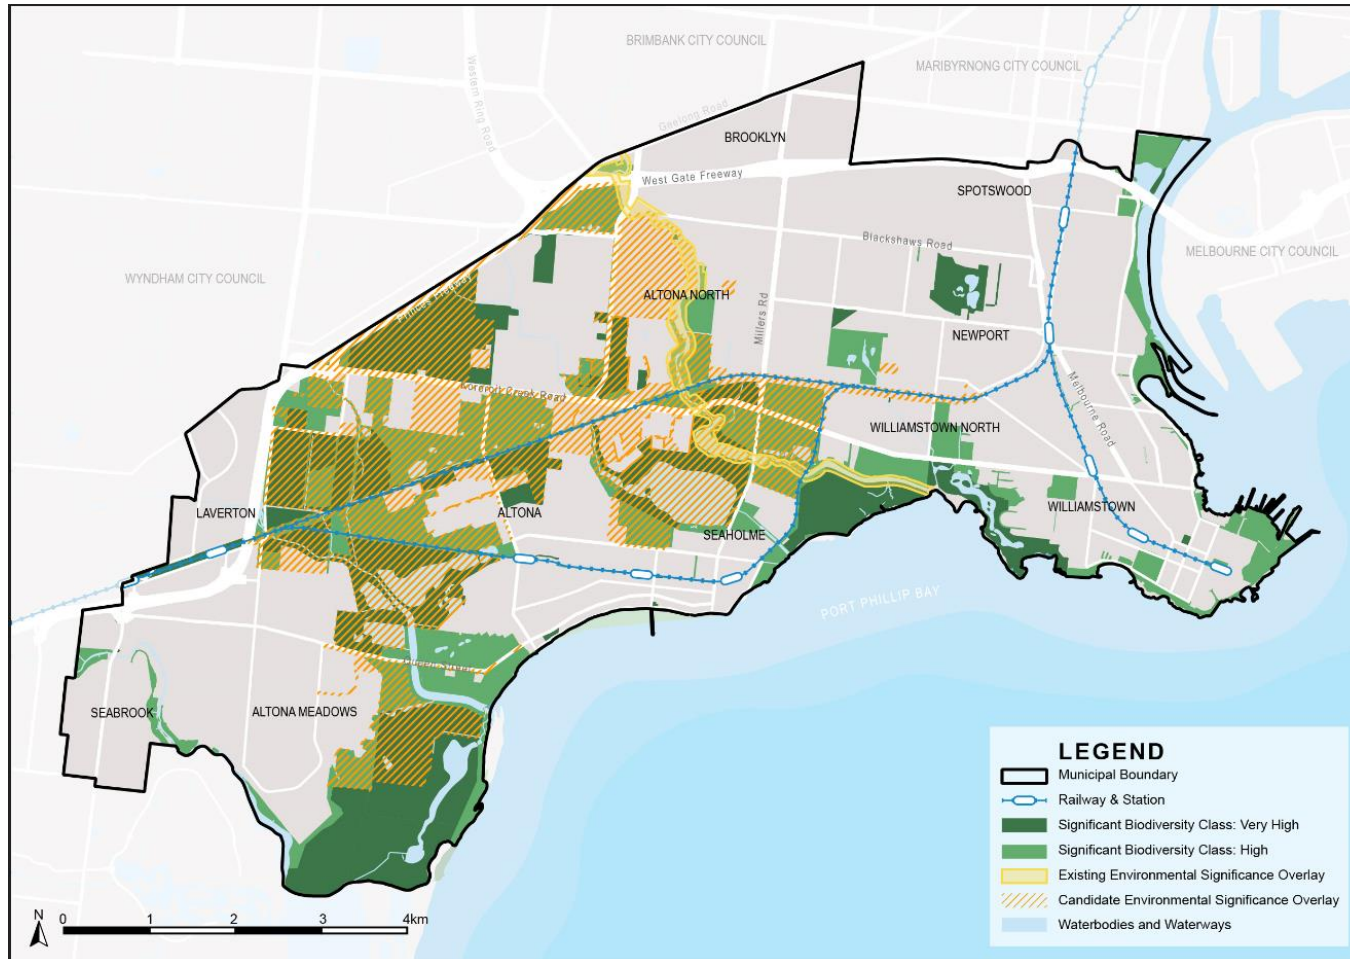 BRIMBANK CITY COUNCIL
MARIBYRNONG CITY COUNCIL
Western Ring Road
Geelong Road
BROOKLYN
West Gate Freeway
SPOTSWOOD
Blackshaws Road
MELBOURNE CITY COUNCIL
WYNDHAM CITY COUNCIL
Princes Freeway
ALTONA NORTH
Millers Rd
NEWPORT
Kororoit Creek Road
Melbourne Road
WILLIAMSTOWN NORTH
LAVERTON
ALTONA
SEAHOLME
WILLIAMSTOWN
PORT PHILLIP BAY
Queen Street
SEABROOK
ALTONA MEADOWS
LEGEND
Municipal Boundary
Railway & Station
Significant Biodiversity Class: Very High
Significant Biodiversity Class: High
Existing Environmental Significance Overlay
Candidate Environmental Significance Overlay
Waterbodies and Waterways
N
0 1 2 3 4km